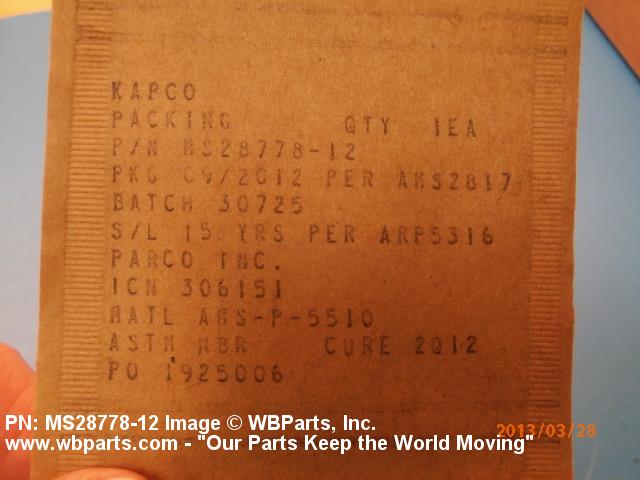 KAPCO
PACKING QTY 1EA
P/N MS28778-12
PKG 09/2012 PER AMS2817
BATCH 30725
S/L 15 YRS PER ARP5316
PARCO INC.
ICN 306151
MATL AMS-P-5510
ASTM NBR CURE 2Q12
PO 1925006
PN: MS28778-12 Image © WBParts, Inc.
2013/03/28
www.wbparts.com - "Our Parts Keep the World Moving"